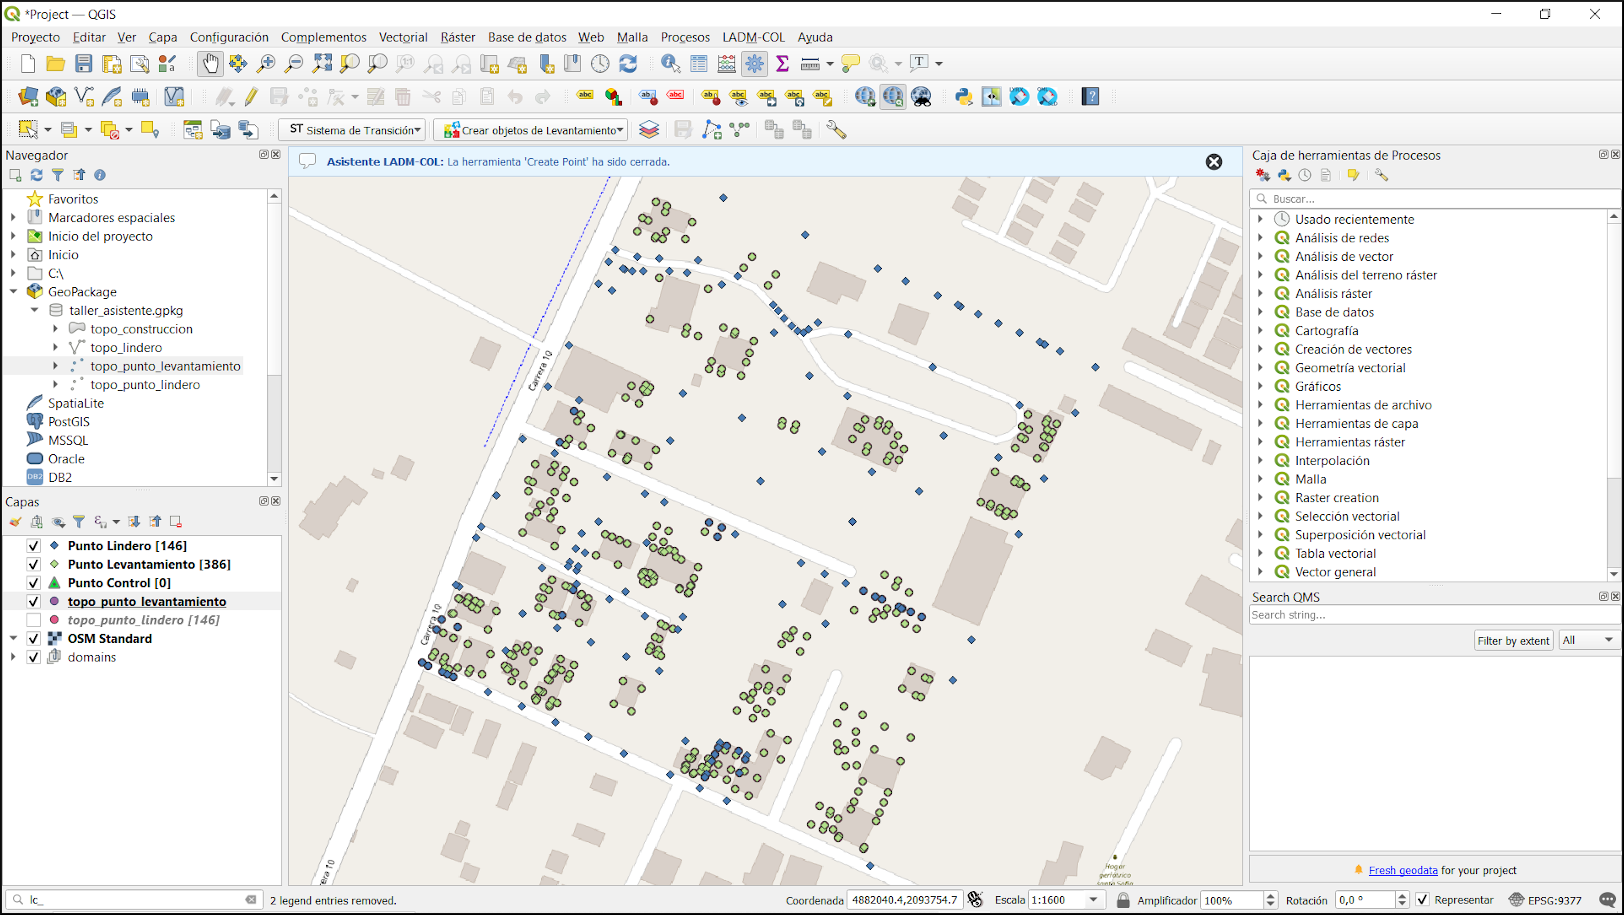 *Project — QGIS
Proyecto Editar Ver Capa Configuración Complementos Vectorial Ráster Base de datos Web Malla Procesos LADM-COL Ayuda
ST Sistema de Transición Crear objetos de Levantamiento
Navegador
Favoritos
Marcadores espaciales
Inicio del proyecto
Inicio
C:\
GeoPackage
taller_asistente.gpkg
topo_construccion
topo_lindero
topo_punto_levantamiento
topo_punto_lindero
SpatiaLite
PostGIS
MSSQL
Oracle
DB2
Capas
Punto Lindero [146]
Punto Levantamiento [386]
Punto Control [0]
topo_punto_levantamiento
topo_punto_lindero [146]
OSM Standard
domains
Asistente LADM-COL: La herramienta 'Create Point' ha sido cerrada.
Carrera 10
Carrera 10
Hogar
geriátrico
Caja de herramientas de Procesos
Buscar...
Usado recientemente
Análisis de redes
Análisis de vector
Análisis del terreno ráster
Análisis ráster
Base de datos
Cartografía
Creación de vectores
Geometría vectorial
Gráficos
Herramientas de archivo
Herramientas de capa
Herramientas ráster
Interpolación
Malla
Raster creation
Selección vectorial
Superposición vectorial
Tabla vectorial
Vector general
Search QMS
Search string...
Filter by extent All
Fresh geodata for your project
lc_ 2 legend entries removed. Coordenada 4882040.4,2093754.7 Escala 1:1600 Amplificador 100% Rotación 0,0 ° Representar EPSG:9377